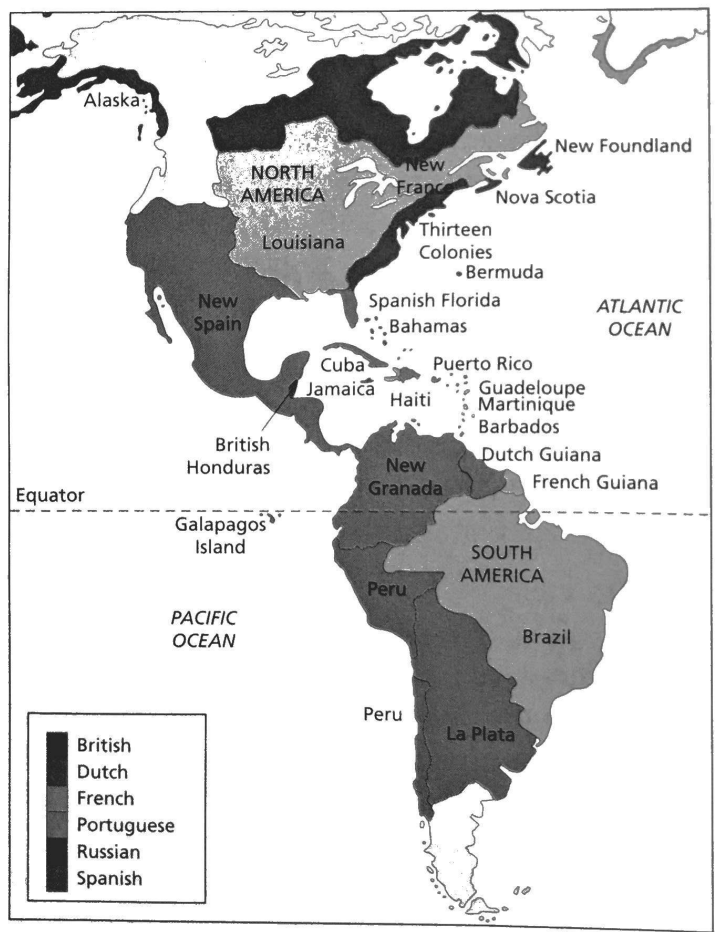 Alaska
NORTH
AMERICA
Louisiana
New
France
New Foundland
Nova Scotia
Thirteen
Colonies
Bermuda
New
Spain
Spanish Florida
Bahamas
ATLANTIC
OCEAN
Cuba
Jamaica
Haiti
Puerto Rico
Guadeloupe
Martinique
Barbados
British
Honduras
Dutch Guiana
New
Granada
French Guiana
Equator
Galapagos
Island
SOUTH
AMERICA
Peru
Brazil
PACIFIC
OCEAN
Peru
La Plata
British
Dutch
French
Portuguese
Russian
Spanish